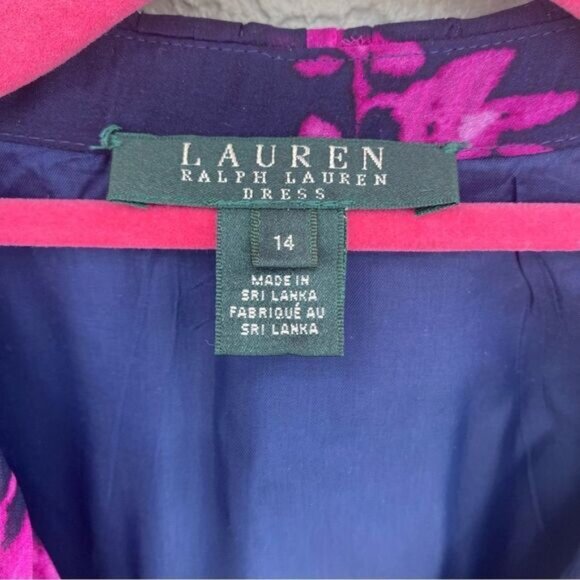 LAUREN
RALPH LAUREN
DRESS
14
MADE IN
SRI LANKA
FABRIQUÉ AU
SRI LANKA